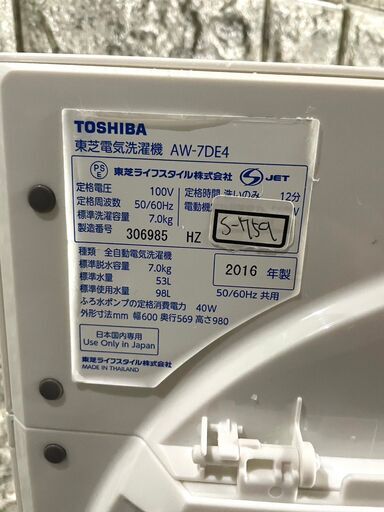 TOSHIBA
東芝電気洗濯機 AW-7DE4
PS E
東芝ライフスタイル株式会社 S JET
定格電圧 100V 定格時間 洗いのみ 12分
定格周波数 50/60Hz 電動機
標準洗濯容量 7.0kg
製造番号 306985 HZ
S-1759
種類 全自動電気洗濯機
標準脱水容量 7.0kg
標準水量 53L
標準使用水量 98L
2016 年製
50/60Hz 共用
ふろ水ポンプの定格消費電力 40W
外形寸法mm 幅600 奥行569 高さ980
日本国内専用
Use Only in Japan
東芝ライフスタイル株式会社
MADE IN THAILAND